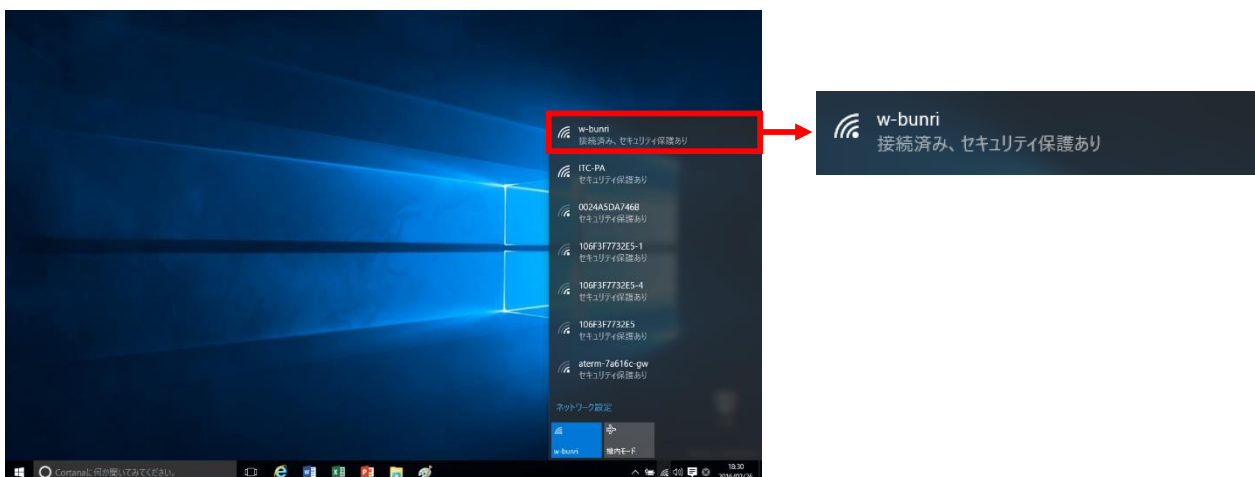 w-bunri
接続済み、セキュリティ保護あり
ITC-PA
セキュリティ保護あり
0024A5DA746B
セキュリティ保護あり
106F3F7732E5-1
セキュリティ保護あり
106F3F7732E5-4
セキュリティ保護あり
106F3F7732E5
セキュリティ保護あり
aterm-7a616c-gw
セキュリティ保護あり
ネットワーク設定
w-bunri
機内モード
Cortanaに何か聞いてみてください。
18:30
2016/02/26
w-bunri
接続済み、セキュリティ保護あり